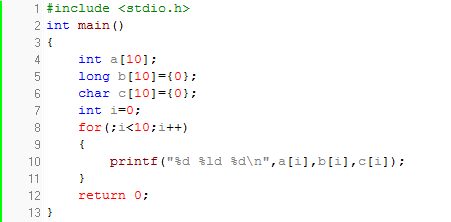 1 #include <stdio.h>
2 int main()
3 {
4     int a[10];
5     long b[10]={0};
6     char c[10]={0};
7     int i=0;
8     for(;i<10;i++)
9     {
10         printf("%d %ld %d\n",a[i],b[i],c[i]);
11     }
12     return 0;
13 }